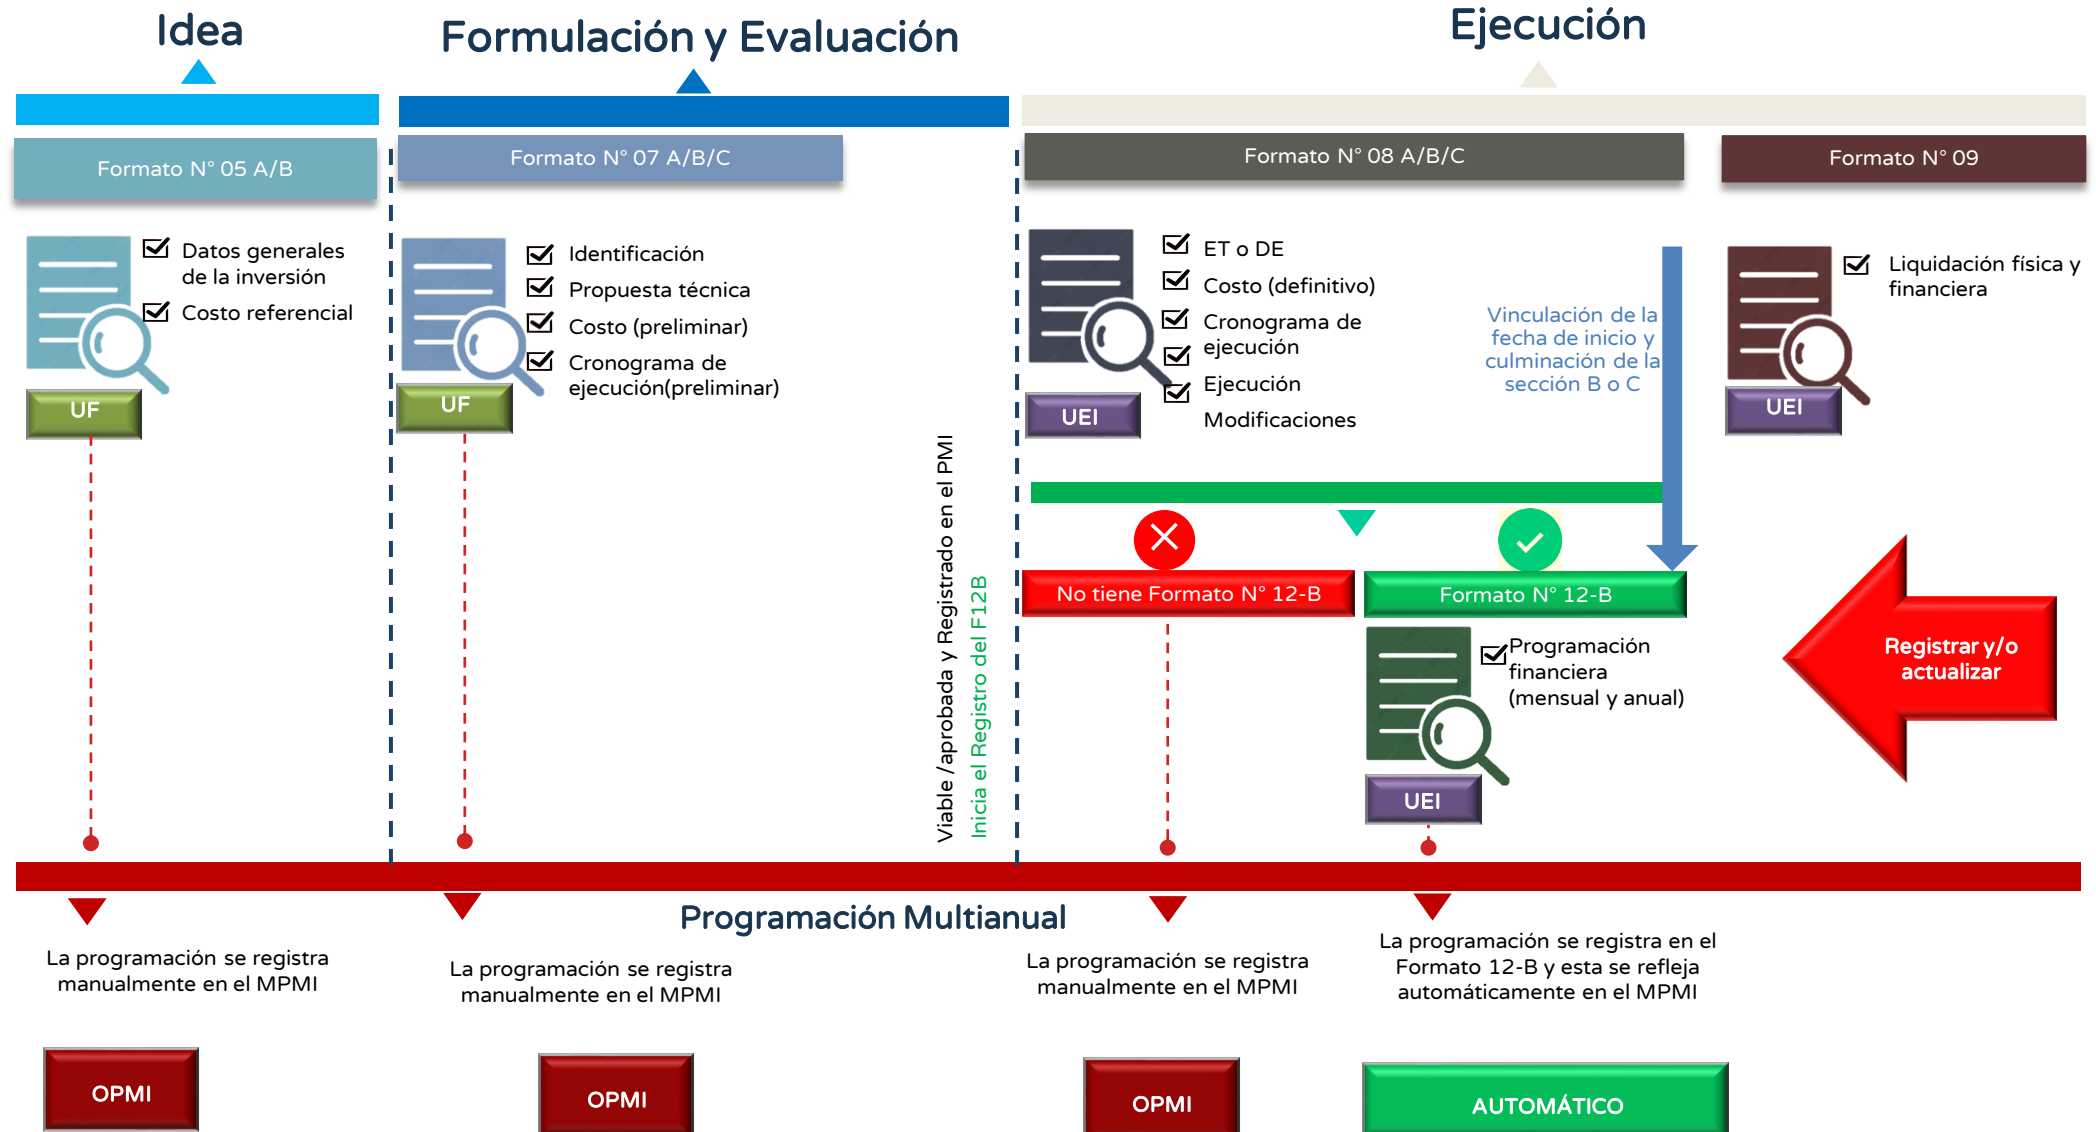 Idea
Formulación y Evaluación
Ejecución
Formato N° 05 A/B
Formato N° 07 A/B/C
Formato N° 08 A/B/C
Formato N° 09
Datos generales
de la inversión
Costo referencial
UF
Identificación
Propuesta técnica
Costo (preliminar)
Cronograma de
ejecución(preliminar)
UF
Viable /aprobada y Registrado en el PMI
Inicia el Registro del F12B
ET o DE
Costo (definitivo)
Cronograma de
ejecución
Ejecución
Modificaciones
UEI
Vinculación de la
fecha de inicio y
culminación de la
sección B o C
Liquidación física y
financiera
UEI
No tiene Formato N° 12-B
Formato N° 12-B
Programación
financiera
(mensual y anual)
UEI
Registrar y/o
actualizar
Programación Multianual
La programación se registra
manualmente en el MPMI
La programación se registra
manualmente en el MPMI
La programación se registra
manualmente en el MPMI
La programación se registra en el
Formato 12-B y esta se refleja
automáticamente en el MPMI
OPMI
OPMI
OPMI
AUTOMÁTICO